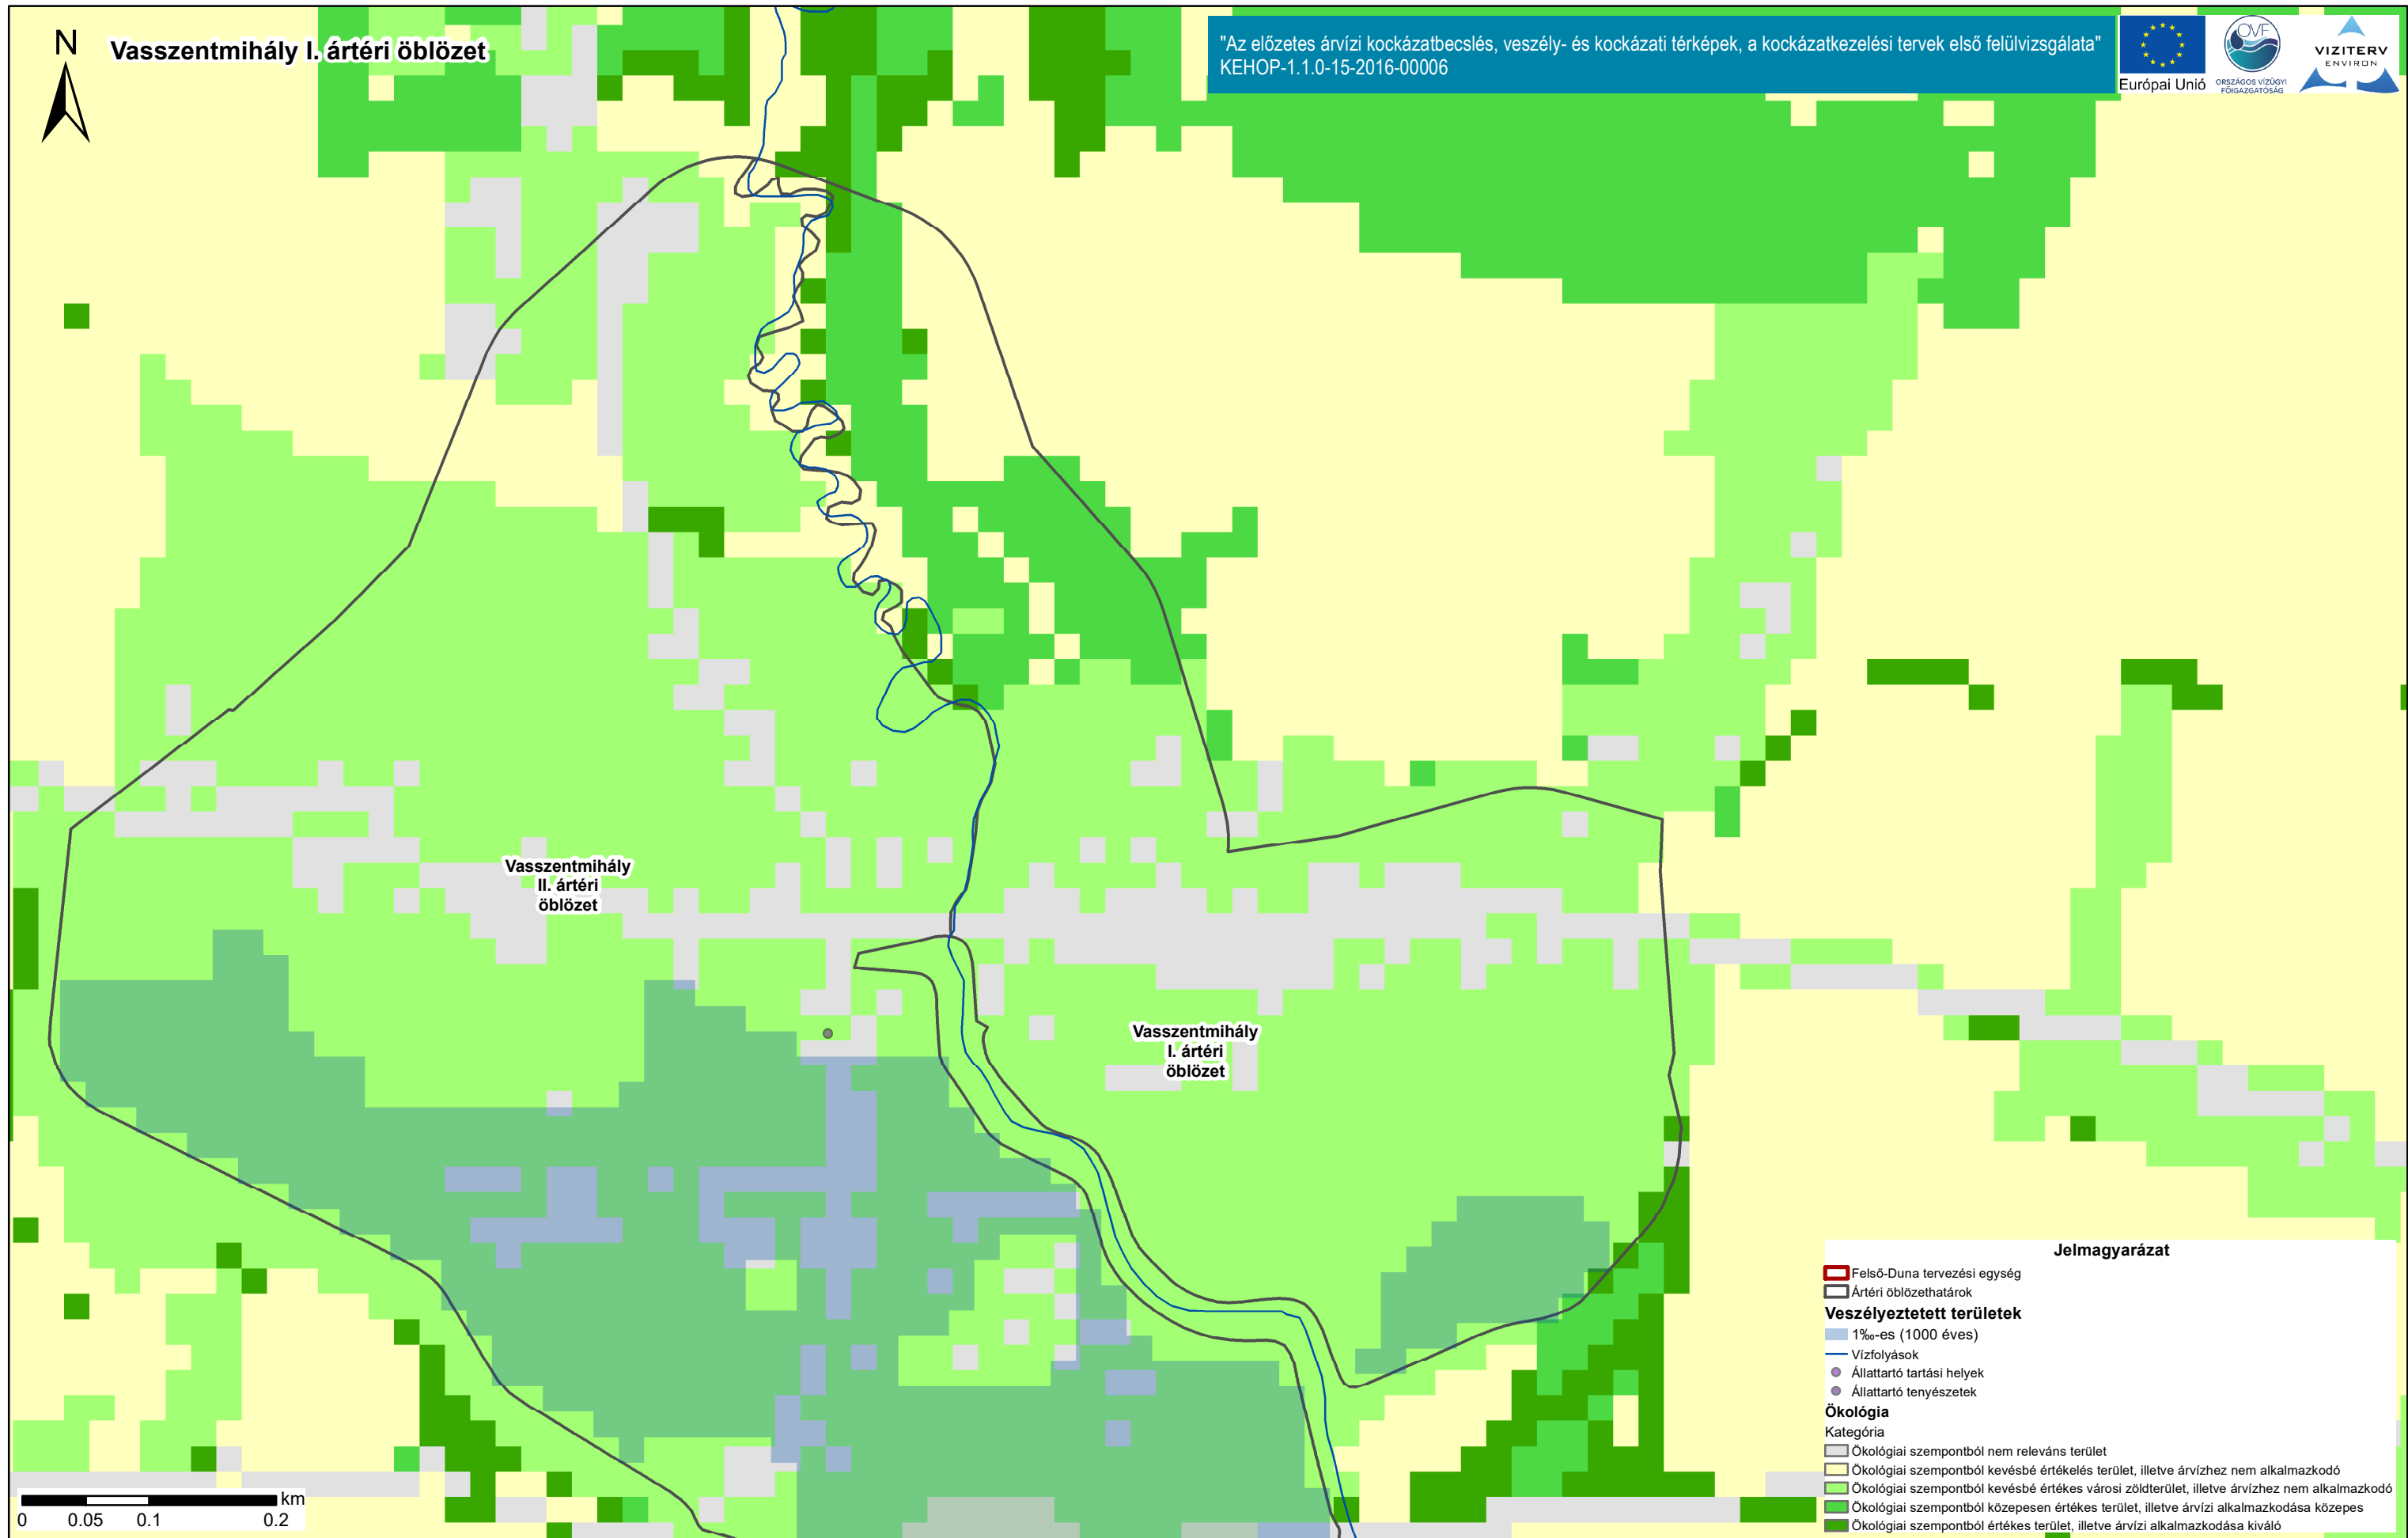 N
Vasszentmihály I. ártéri öblözet
"Az előzetes árvízi kockázatbecslés, veszély- és kockázati térképek, a kockázatkezelési tervek első felülvizsgálata"
KEHOP-1.1.0-15-2016-00006
Európai Unió
OVF
ORSZÁGOS VÍZÜGYI
FŐIGAZGATÓSÁG
VIZITERV
ENVIRON
Vasszentmihály
II. ártéri
öblözet
Vasszentmihály
I. ártéri
öblözet
Jelmagyarázat
Felső-Duna tervezési egység
Ártéri öblözethatárok
Veszélyeztetett területek
1‰-es (1000 éves)
Vízfolyások
Állattartó tartási helyek
Állattartó tenyészetek
Ökológia
Kategória
Ökológiai szempontból nem releváns terület
Ökológiai szempontból kevésbé értékelés terület, illetve árvízhez nem alkalmazkodó
Ökológiai szempontból kevésbé értékes városi zöldterület, illetve árvízhez nem alkalmazkodó
Ökológiai szempontból közepesen értékes terület, illetve árvízi alkalmazkodása közepes
Ökológiai szempontból értékes terület, illetve árvízi alkalmazkodása kiváló
km
0 0.05 0.1 0.2